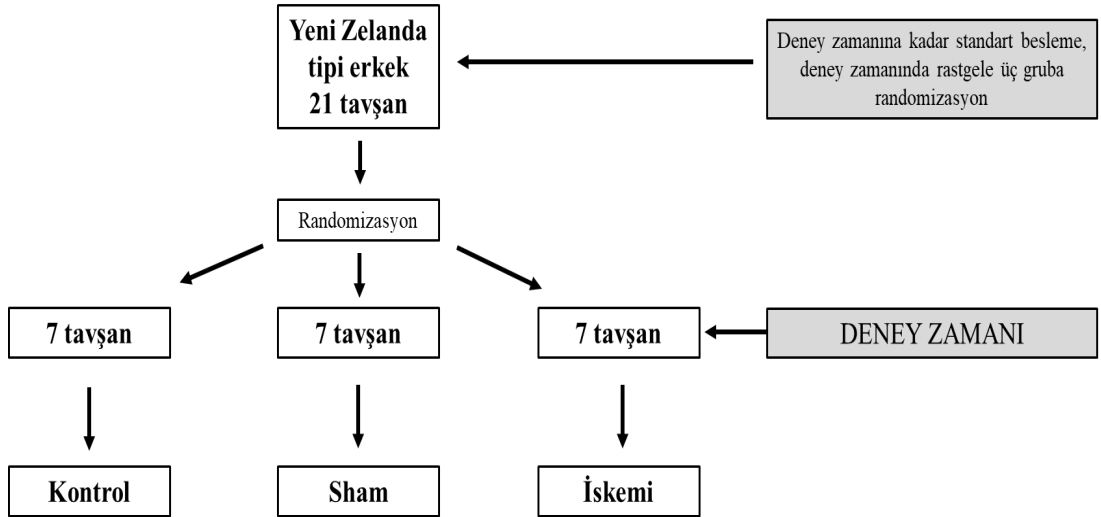 Yeni Zelanda
tipi erkek
21 tavşan
Deney zamanına kadar standart besleme,
deney zamanında rastgele üç gruba
randomizasyon
Randomizasyon
7 tavşan
7 tavşan
7 tavşan
DENEY ZAMANI
Kontrol
Sham
İskemi